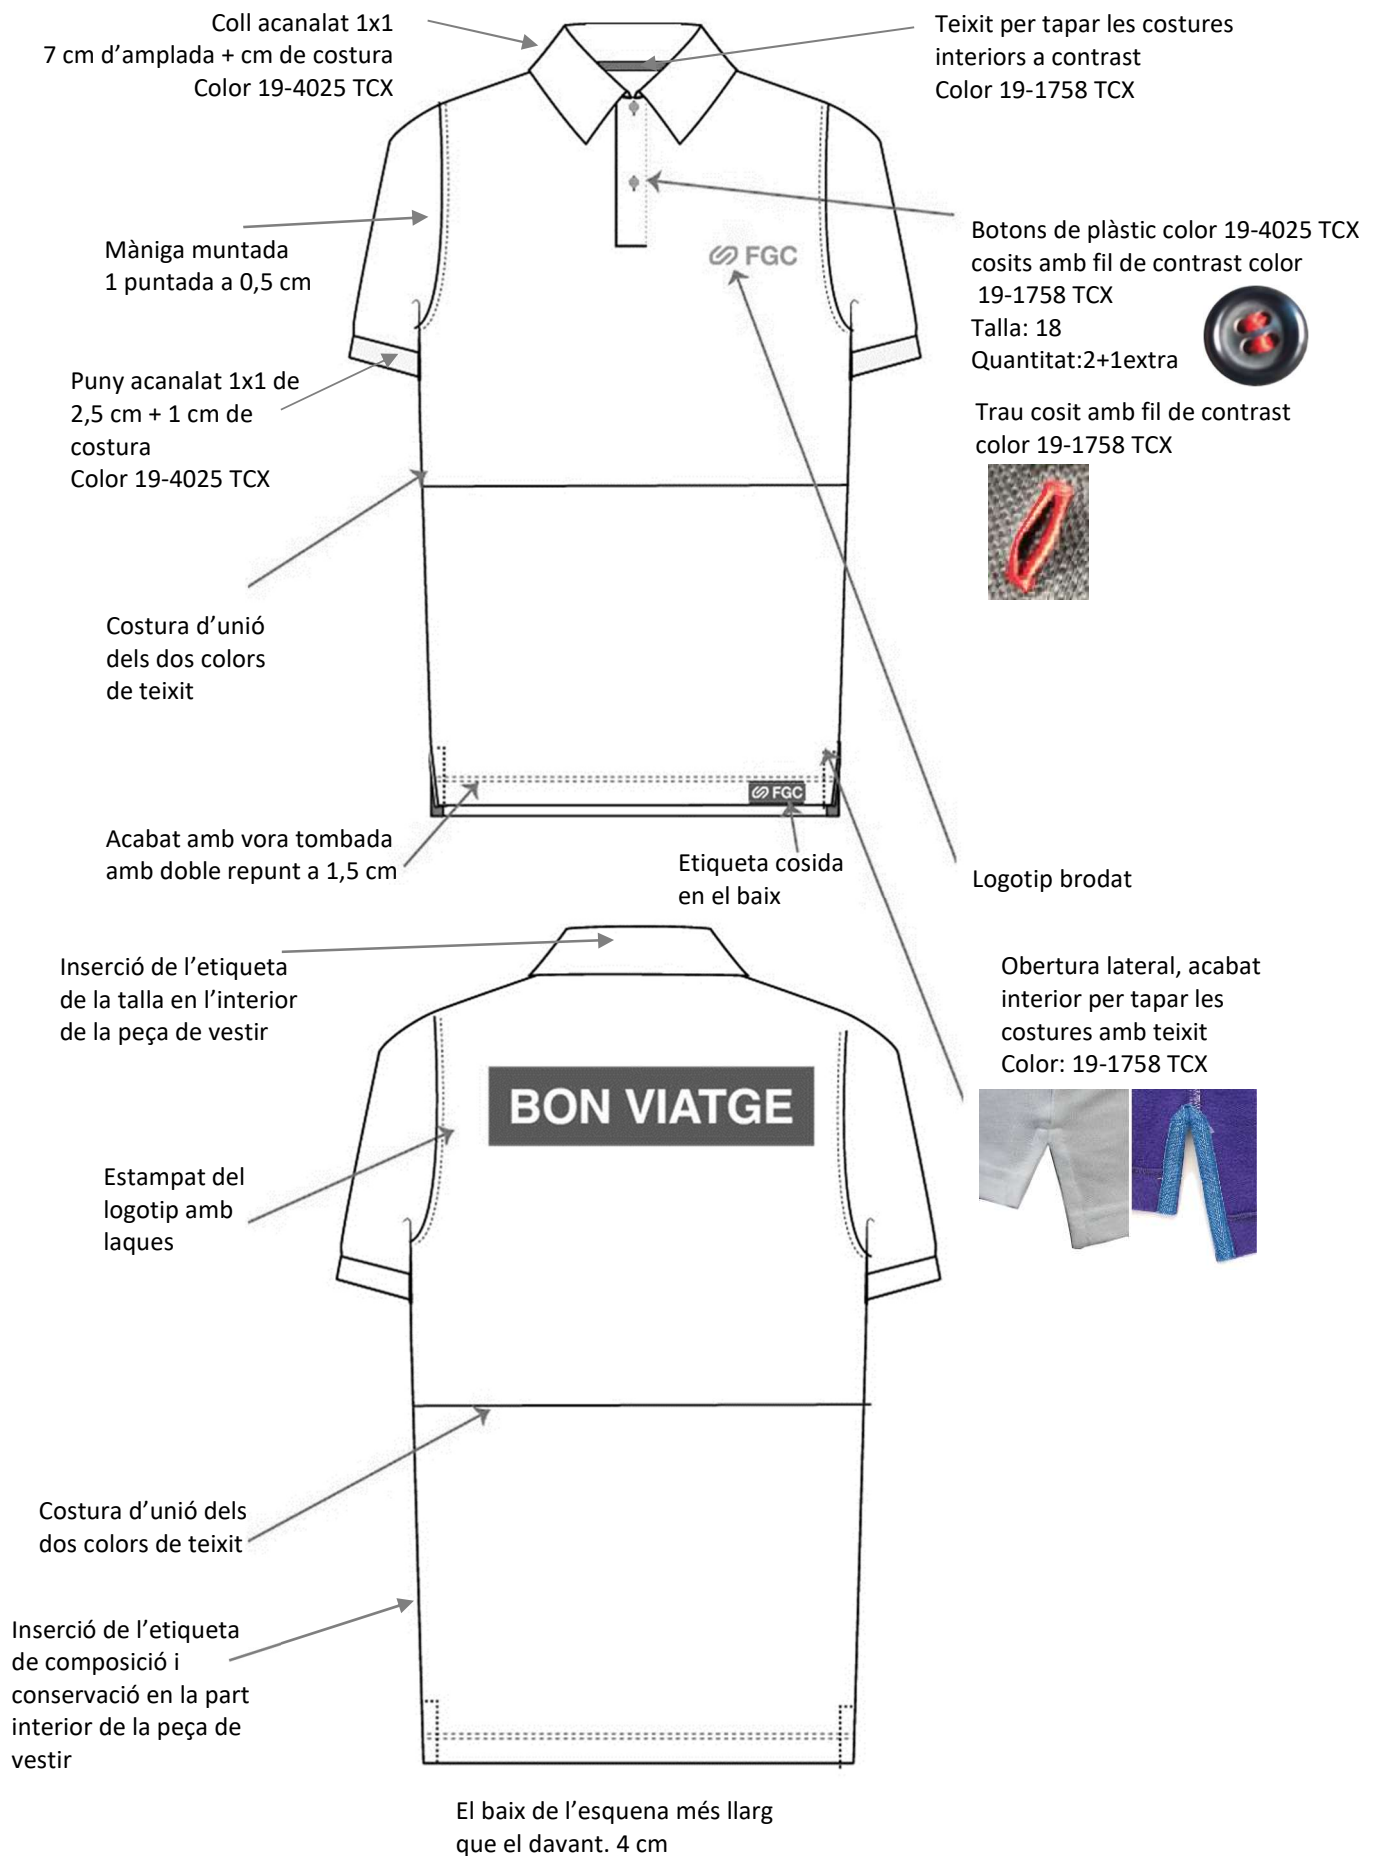 Coll acanalat 1x1
7 cm d’amplada + cm de costura
Color 19-4025 TCX
Teixit per tapar les costures
interiors a contrast
Color 19-1758 TCX
Màniga muntada
1 puntada a 0,5 cm
FGC
Botons de plàstic color 19-4025 TCX
cosits amb fil de contrast color
19-1758 TCX
Talla: 18
Quantitat:2+1extra
Puny acanalat 1x1 de
2,5 cm + 1 cm de
costura
Color 19-4025 TCX
Trau cosit amb fil de contrast
color 19-1758 TCX
Costura d’unió
dels dos colors
de teixit
FGC
Acabat amb vora tombada
amb doble repunt a 1,5 cm
Etiqueta cosida
en el baix
Logotip brodat
Inserció de l’etiqueta
de la talla en l’interior
de la peça de vestir
Obertura lateral, acabat
interior per tapar les
costures amb teixit
Color: 19-1758 TCX
BON VIATGE
Estampat del
logotip amb
laques
Costura d’unió dels
dos colors de teixit
Inserció de l’etiqueta
de composició i
conservació en la part
interior de la peça de
vestir
El baix de l’esquena més llarg
que el davant. 4 cm